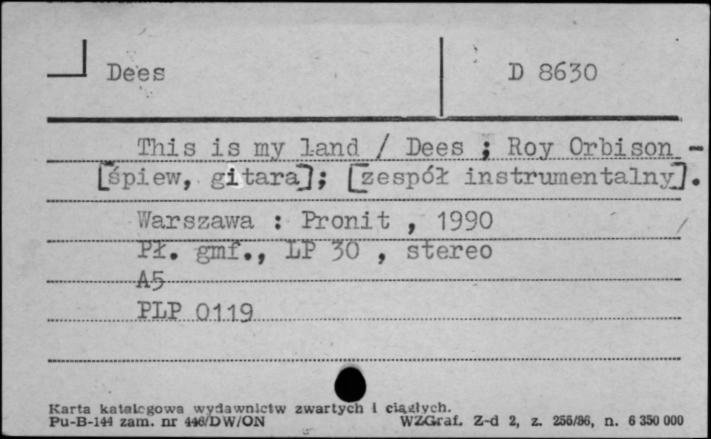 Dees D 8630
This is my land / Dees ; Roy Orbison -
[śpiew, gitara]; [zespół instrumentalny].
Warszawa : Pronit , 1990
Pł. gmf., LP 30 , stereo
A5
PLP 0119
Karta katalogowa wydawnictw zwartych i ciągłych.
Pu-B-144 zam. nr 446/DW/ON WZGraf. Z-d 2, z. 256/86, n. 6 350 000